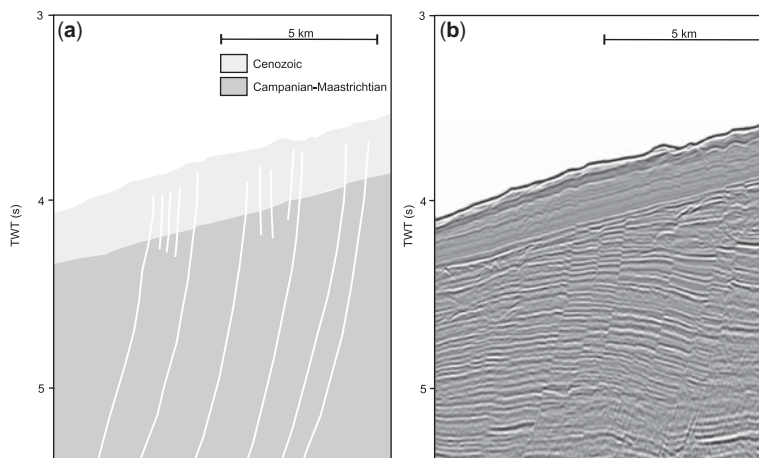 3
(a)
5 km
Cenozoic
Campanian-Maastrichtian
4
TWT (s)
5
3
(b)
5 km
4
TWT (s)
5